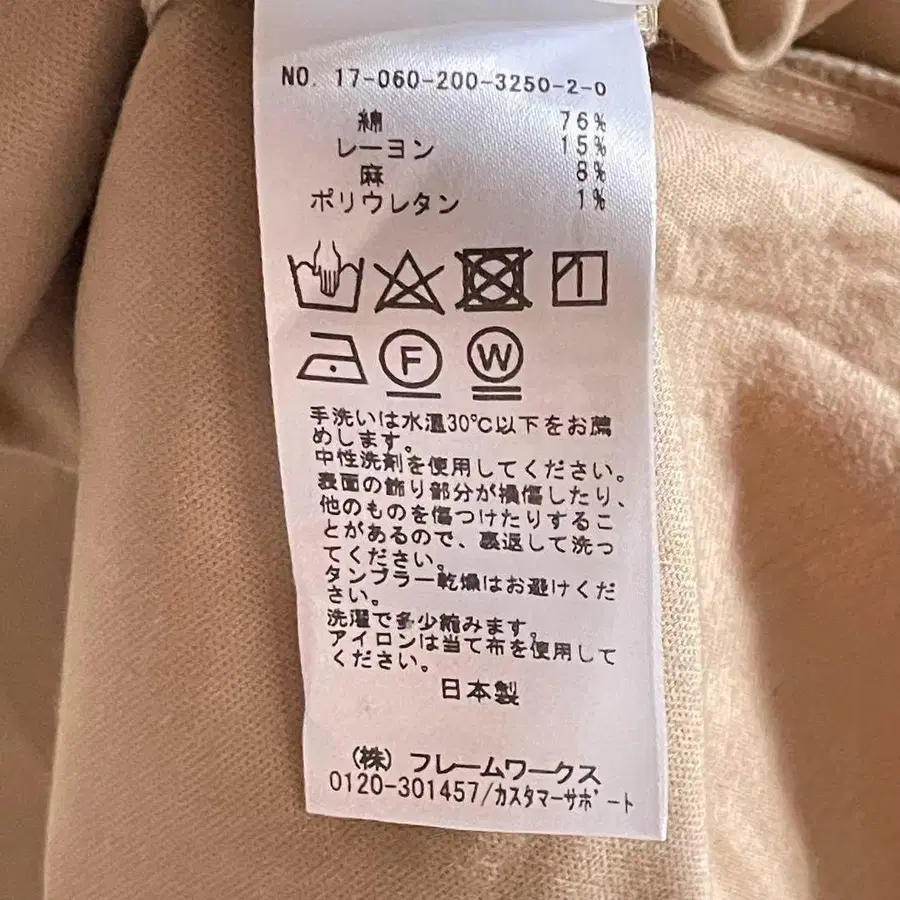 NO. 17-060-200-3250-2-0
綿 76%
レーヨン 15%
麻 8%
ポリウレタン 1%
F W
手洗いは水温30℃以下をお薦
めします。
中性洗剤を使用してください。
表面の飾り部分が損傷したり、
他のものを傷つけたりするこ
とがあるので、裏返して洗っ
てください。
タンブラー乾燥はお避けくだ
さい。
洗濯で多少縮みます。
アイロンは当て布を使用して
ください。
日本製
(株) フレームワークス
0120-301457/カスタマーサポート